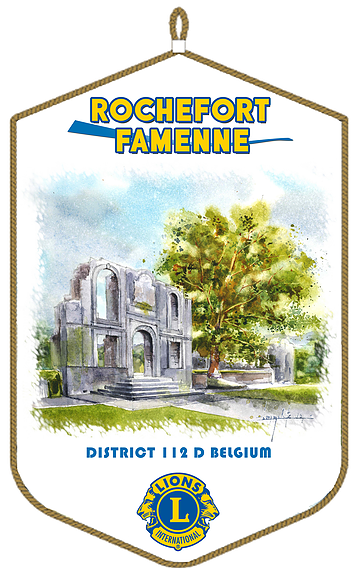 ROCHEFORT
FAMENNE
DISTRICT 112 D BELGIUM
LIONS
L
INTERNATIONAL